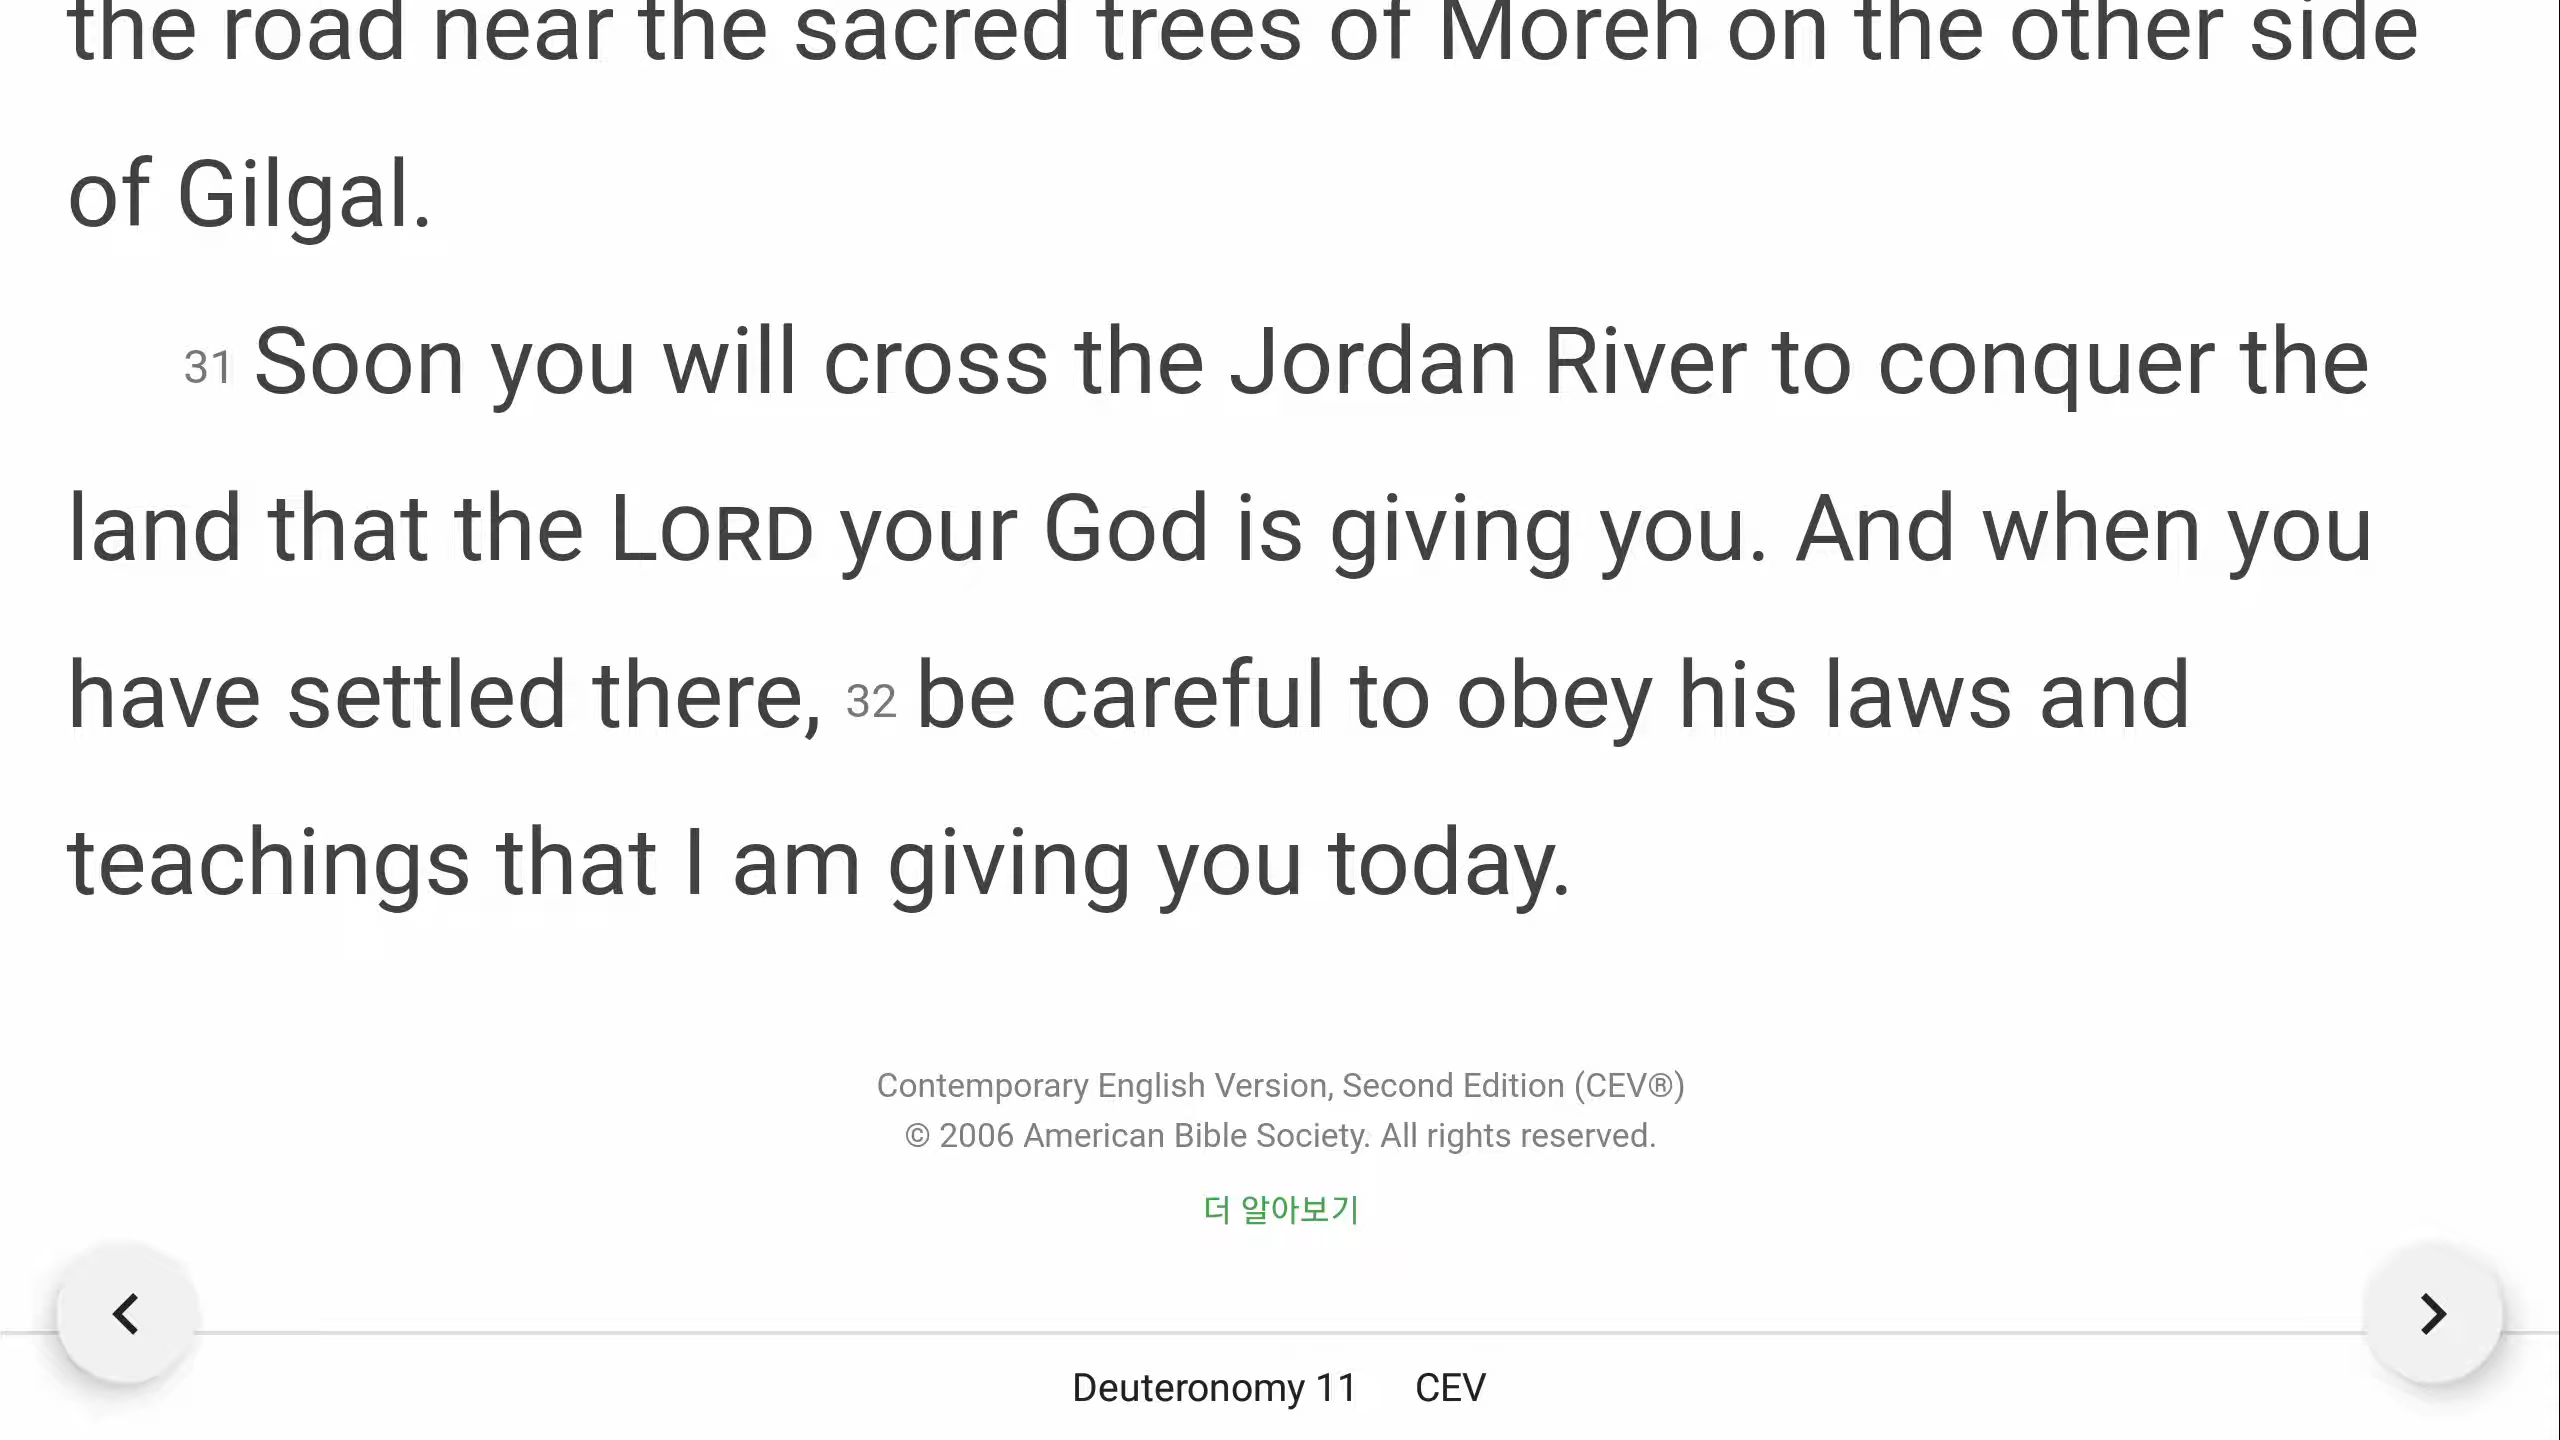 the road near the sacred trees of Moreh on the other side
of Gilgal.
31 Soon you will cross the Jordan River to conquer the
land that the LORD your God is giving you. And when you
have settled there, 32 be careful to obey his laws and
teachings that I am giving you today.
Contemporary English Version, Second Edition (CEV®)
© 2006 American Bible Society. All rights reserved.
더 알아보기
Deuteronomy 11 CEV